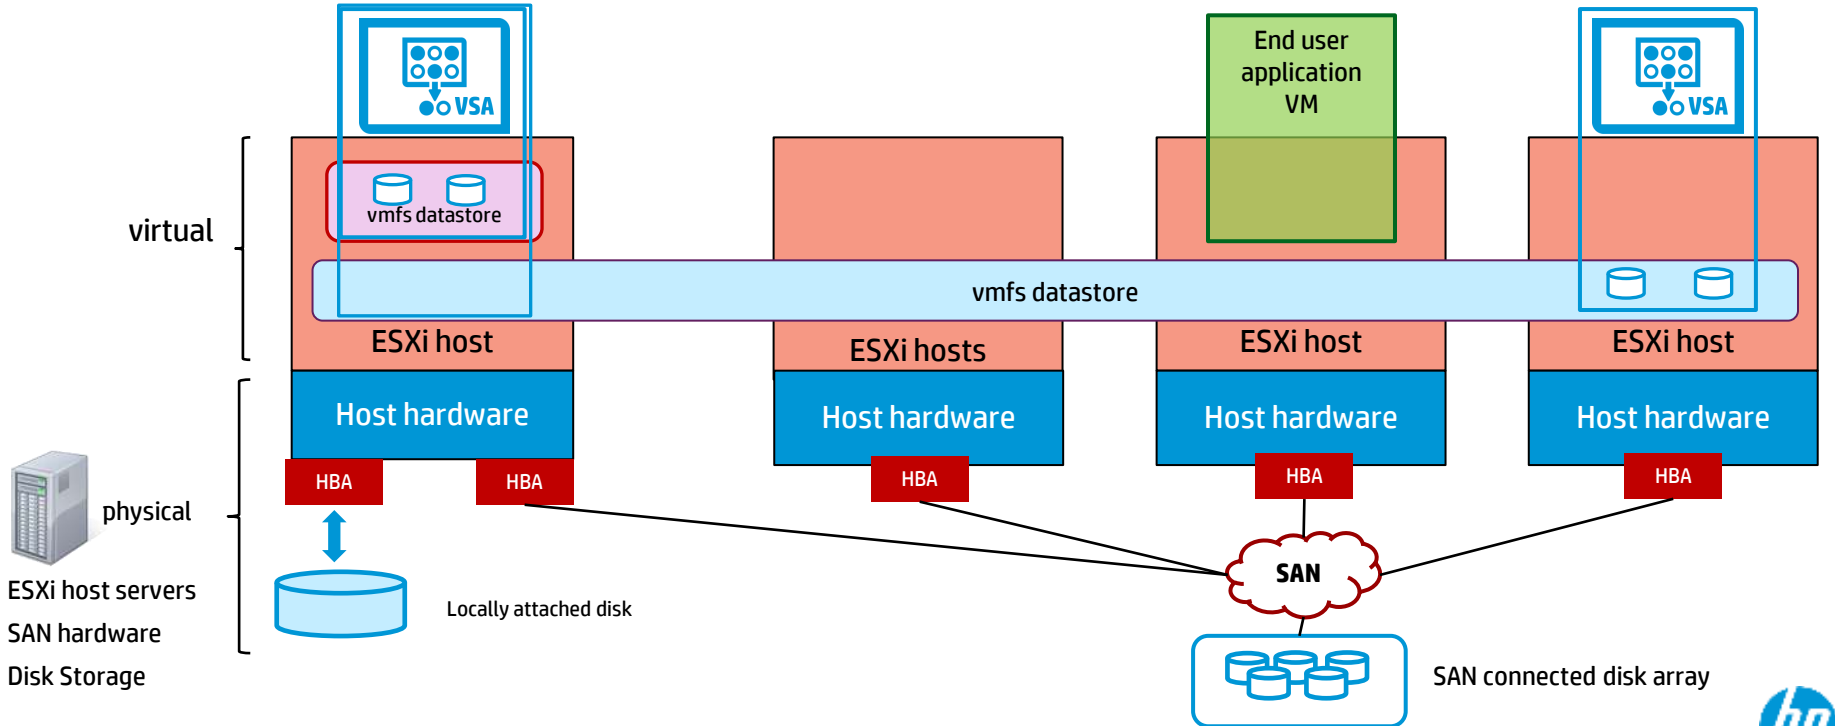 VSA
End user
application
VM
VSA
virtual
vmfs datastore
vmfs datastore
ESXi host
ESXi hosts
ESXi host
ESXi host
Host hardware
Host hardware
Host hardware
Host hardware
HBA
HBA
HBA
HBA
HBA
physical
SAN
ESXi host servers
Locally attached disk
SAN hardware
Disk Storage
SAN connected disk array
hp